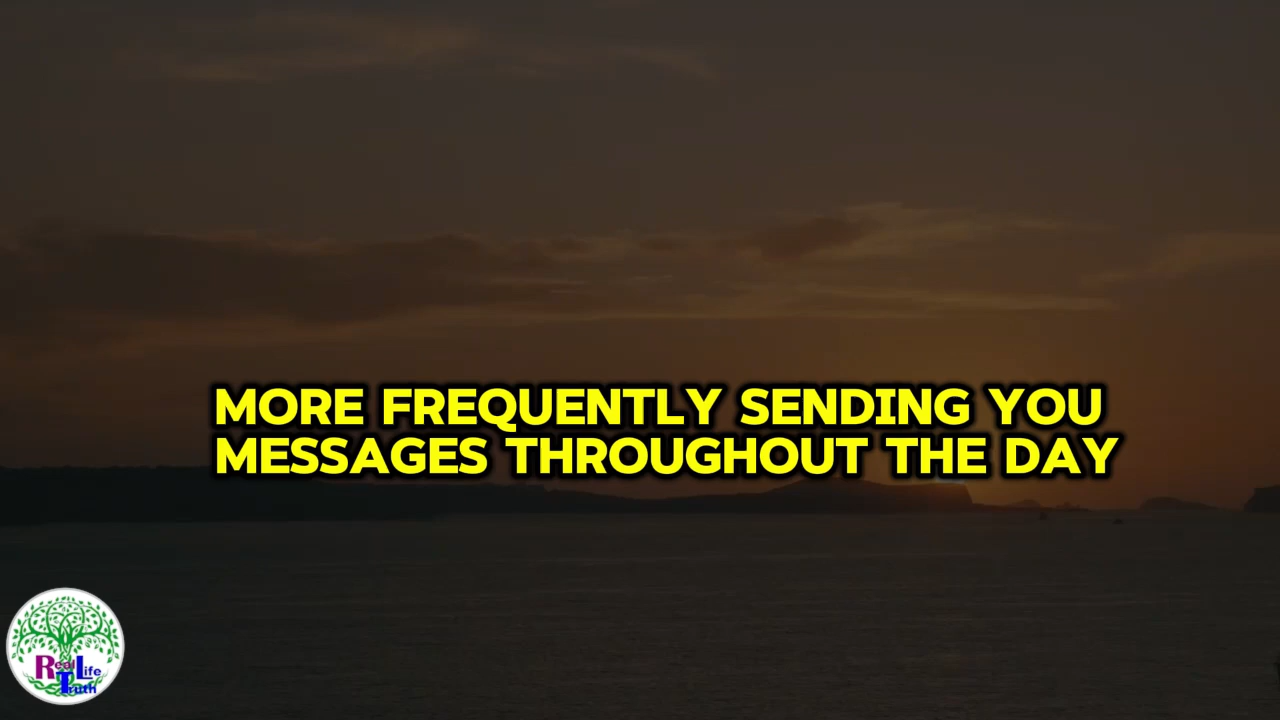 MORE FREQUENTLY SENDING YOU
MESSAGES THROUGHOUT THE DAY
Real Life
Truth